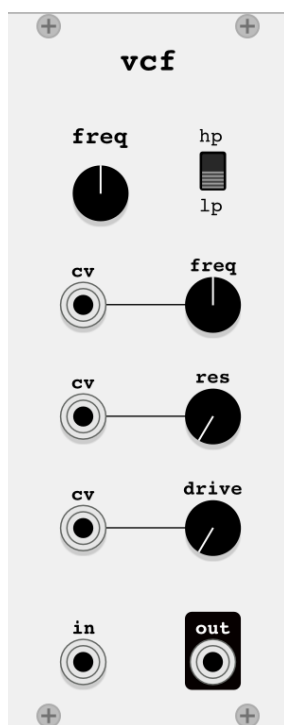 vcf
freq
hp
lp
cv freq
cv res
cv drive
in out